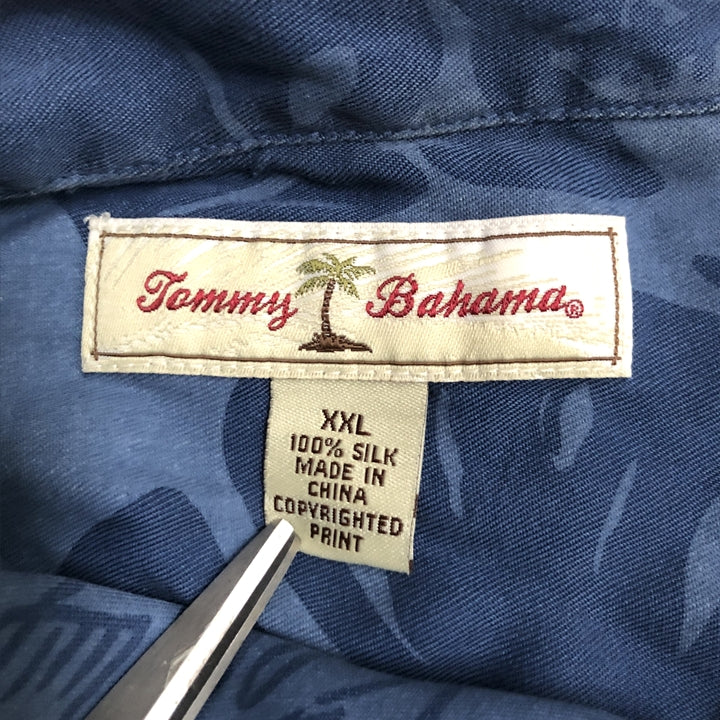 Tommy Bahama®
XXL
100% SILK
MADE IN
CHINA
COPYRIGHTED
PRINT